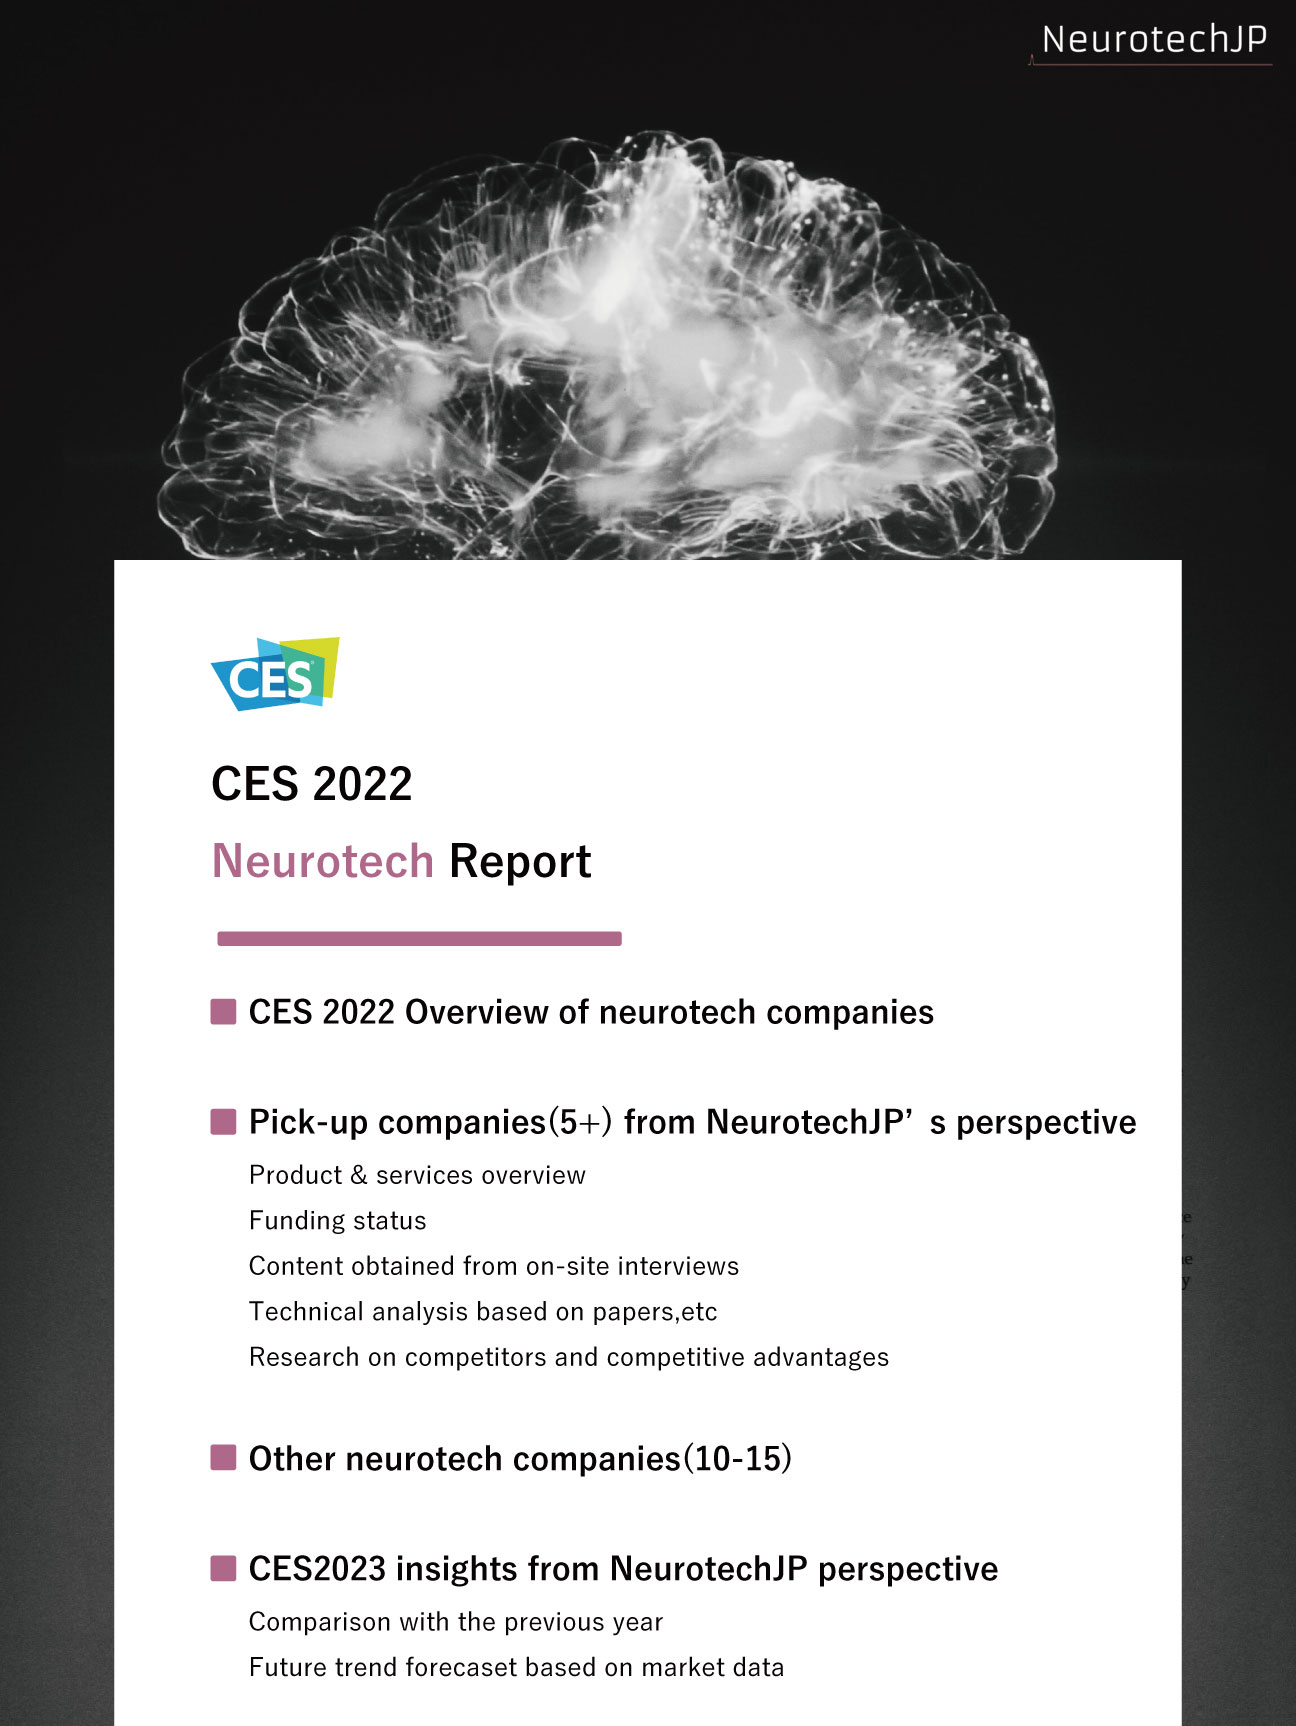 NeurotechJP
CES
CES 2022
Neurotech Report
CES 2022 Overview of neurotech companies
Pick-up companies(5+) from NeurotechJP’s perspective
Product & services overview
Funding status
Content obtained from on-site interviews
Technical analysis based on papers,etc
Research on competitors and competitive advantages
Other neurotech companies(10-15)
CES2023 insights from NeurotechJP perspective
Comparison with the previous year
Future trend forecaset based on market data